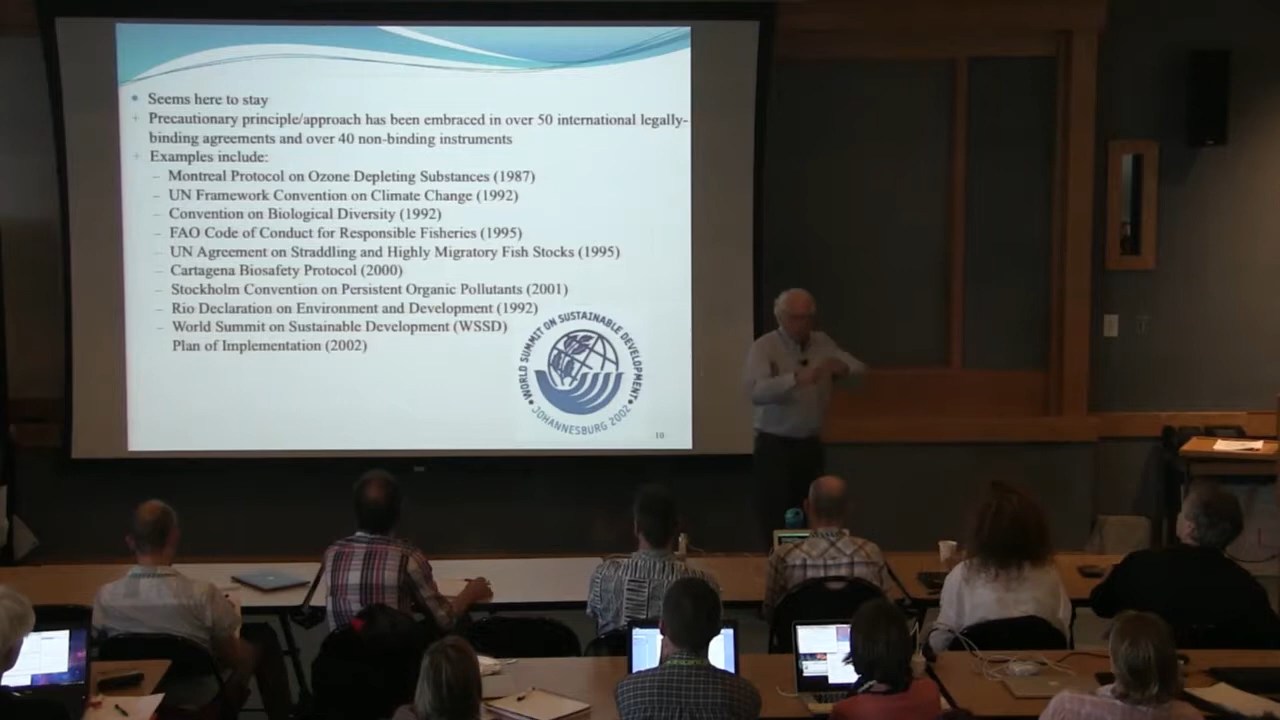 Seems here to stay
Precautionary principle/approach has been embraced in over 50 international legally-
binding agreements and over 40 non-binding instruments
Examples include:
– Montreal Protocol on Ozone Depleting Substances (1987)
– UN Framework Convention on Climate Change (1992)
– Convention on Biological Diversity (1992)
– FAO Code of Conduct for Responsible Fisheries (1995)
– UN Agreement on Straddling and Highly Migratory Fish Stocks (1995)
– Cartagena Biosafety Protocol (2000)
– Stockholm Convention on Persistent Organic Pollutants (2001)
– Rio Declaration on Environment and Development (1992)
– World Summit on Sustainable Development (WSSD)
Plan of Implementation (2002)
WORLD SUMMIT ON SUSTAINABLE DEVELOPMENT
JOHANNESBURG 2002
10